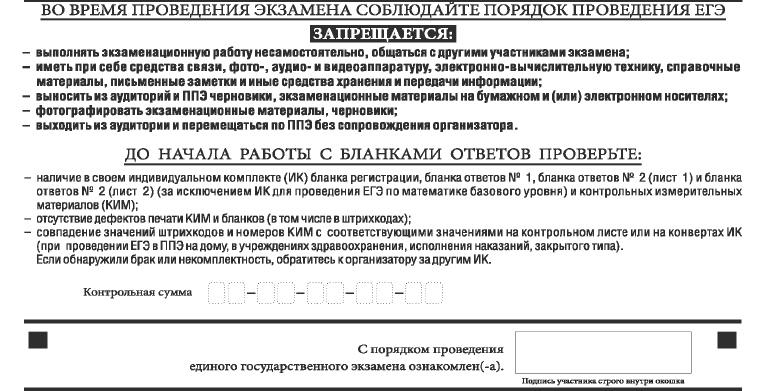 ВО ВРЕМЯ ПРОВЕДЕНИЯ ЭКЗАМЕНА СОБЛЮДАЙТЕ ПОРЯДОК ПРОВЕДЕНИЯ ЕГЭ
ЗАПРЕЩАЕТСЯ:
– выполнять экзаменационную работу несамостоятельно, общаться с другими участниками экзамена;
– иметь при себе средства связи, фото-, аудио- и видеоаппаратуру, электронно-вычислительную технику, справочные
материалы, письменные заметки и иные средства хранения и передачи информации;
– выносить из аудиторий и ППЭ черновики, экзаменационные материалы на бумажном и (или) электронном носителях;
– фотографировать экзаменационные материалы, черновики;
– выходить из аудитории и перемещаться по ППЭ без сопровождения организатора.
ДО НАЧАЛА РАБОТЫ С БЛАНКАМИ ОТВЕТОВ ПРОВЕРЬТЕ:
– наличие в своем индивидуальном комплекте (ИК) бланка регистрации, бланка ответов № 1, бланка ответов № 2 (лист 1) и бланка
ответов № 2 (лист 2) (за исключением ИК для проведения ЕГЭ по математике базового уровня) и контрольных измерительных
материалов (КИМ);
– отсутствие дефектов печати КИМ и бланков (в том числе в штрихкодах);
– совпадение значений штрихкодов и номеров КИМ с соответствующими значениями на контрольном листе или на конвертах ИК
(при проведении ЕГЭ в ППЭ на дому, в учреждениях здравоохранения, исполнения наказаний, закрытого типа).
Если обнаружили брак или некомплектность, обратитесь к организатору за другим ИК.
Контрольная сумма
С порядком проведения
единого государственного экзамена ознакомлен(-а).
Подпись участника строго внутри окошка